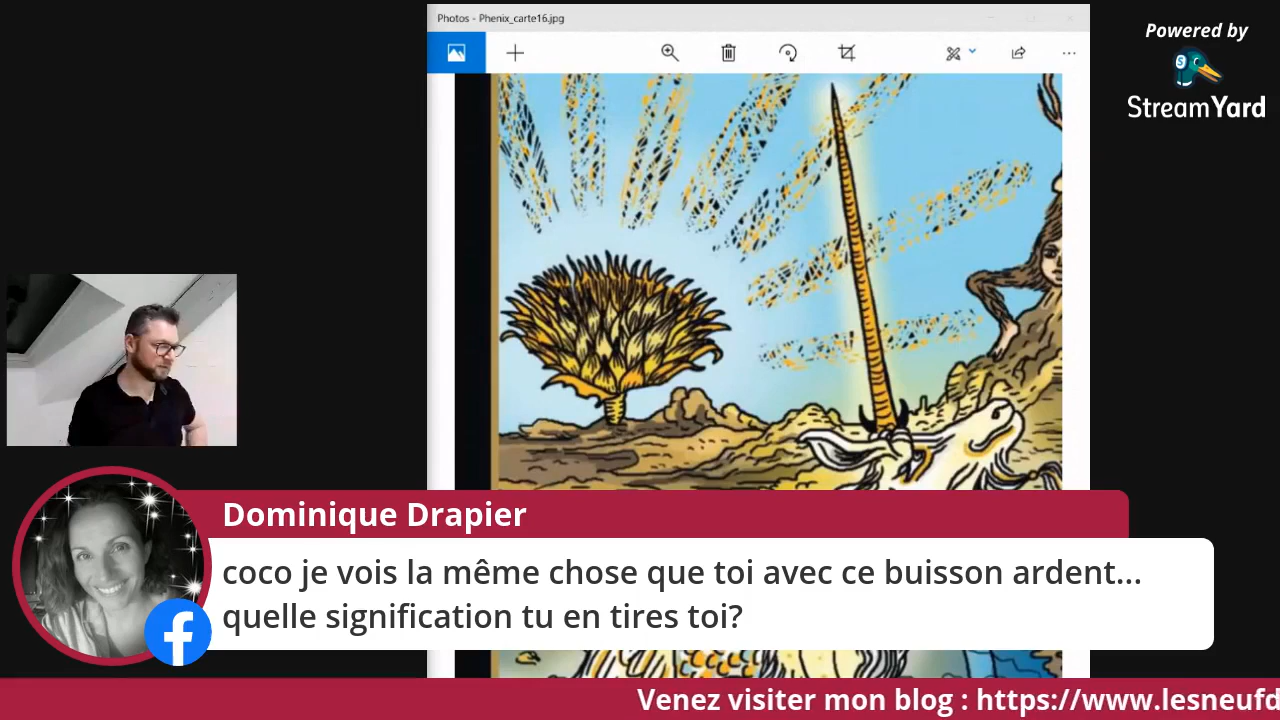 Photos - Phenix_carte16.jpg
Powered by
StreamYard
Dominique Drapier
coco je vois la même chose que toi avec ce buisson ardent...
quelle signification tu en tires toi?
Venez visiter mon blog : https://www.lesneufd